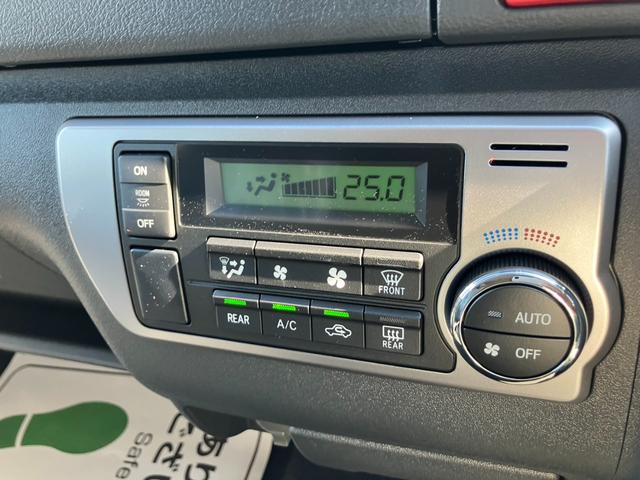 ON
ROOM
OFF
25.0
FRONT
REAR
A/C
REAR
AUTO
OFF
Safe